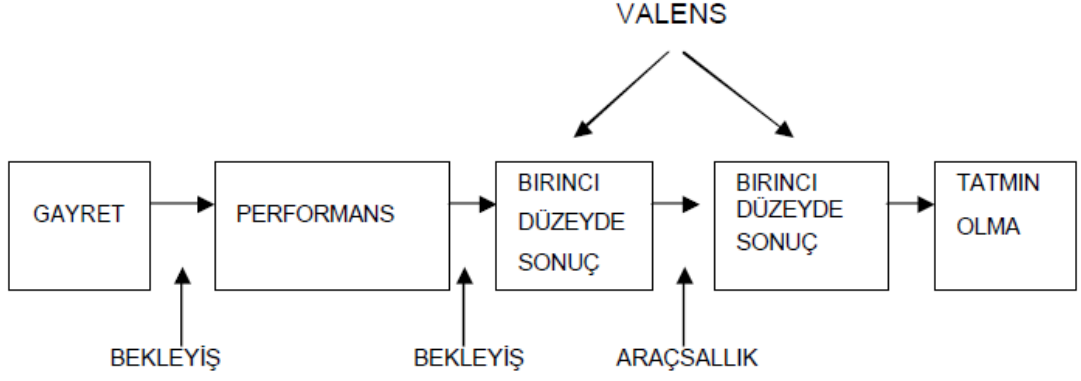 VALENS
GAYRET
PERFORMANS
BIRINCI
DÜZEYDE
SONUÇ
BIRINCI
DÜZEYDE
SONUÇ
TATMIN
OLMA
BEKLEYİŞ
BEKLEYİŞ
ARAÇSALLIK